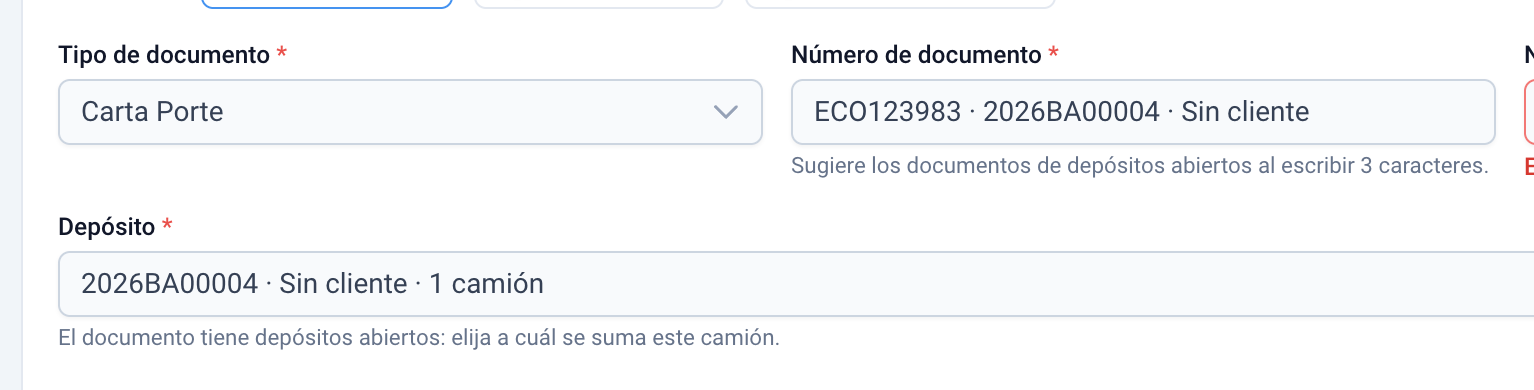 Tipo de documento *
Número de documento *
Carta Porte
ECO123983 · 2026BA00004 · Sin cliente
Sugiere los documentos de depósitos abiertos al escribir 3 caracteres.
Depósito *
2026BA00004 · Sin cliente · 1 camión
El documento tiene depósitos abiertos: elija a cuál se suma este camión.